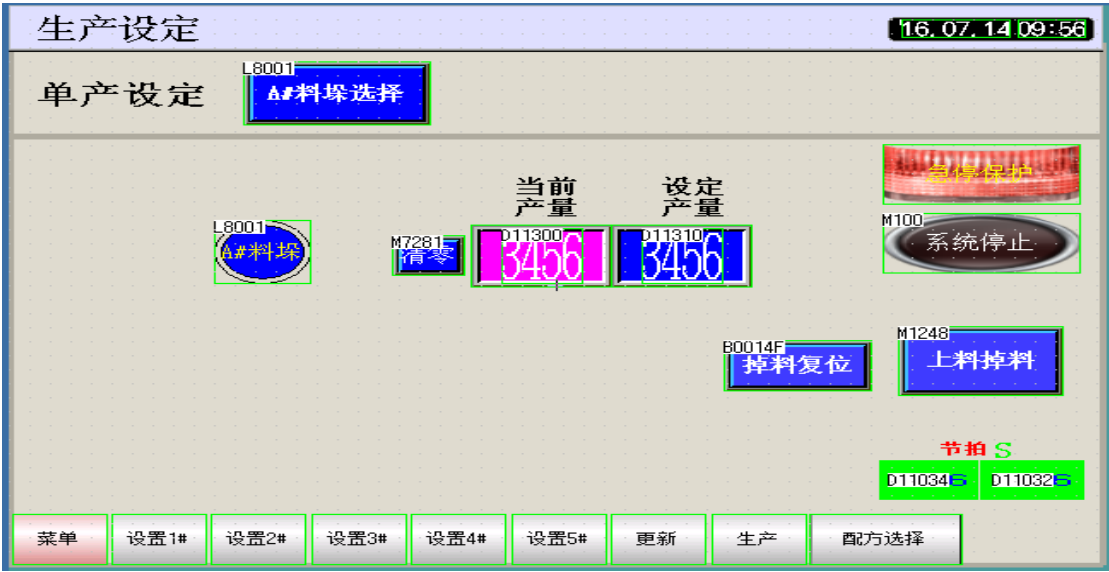 生产设定
16.07.14 09:56
L8001
单产设定
A#料垛选择
当前
产量
设定
产量
急停保护
L8001
A#料垛
M7281
清零
D11300
3456
D11310
3456
M100
系统停止
B0014F
掉料复位
M1248
上料掉料
节拍 S
D110346 D110326
菜单 设置1# 设置2# 设置3# 设置4# 设置5# 更新 生产 配方选择